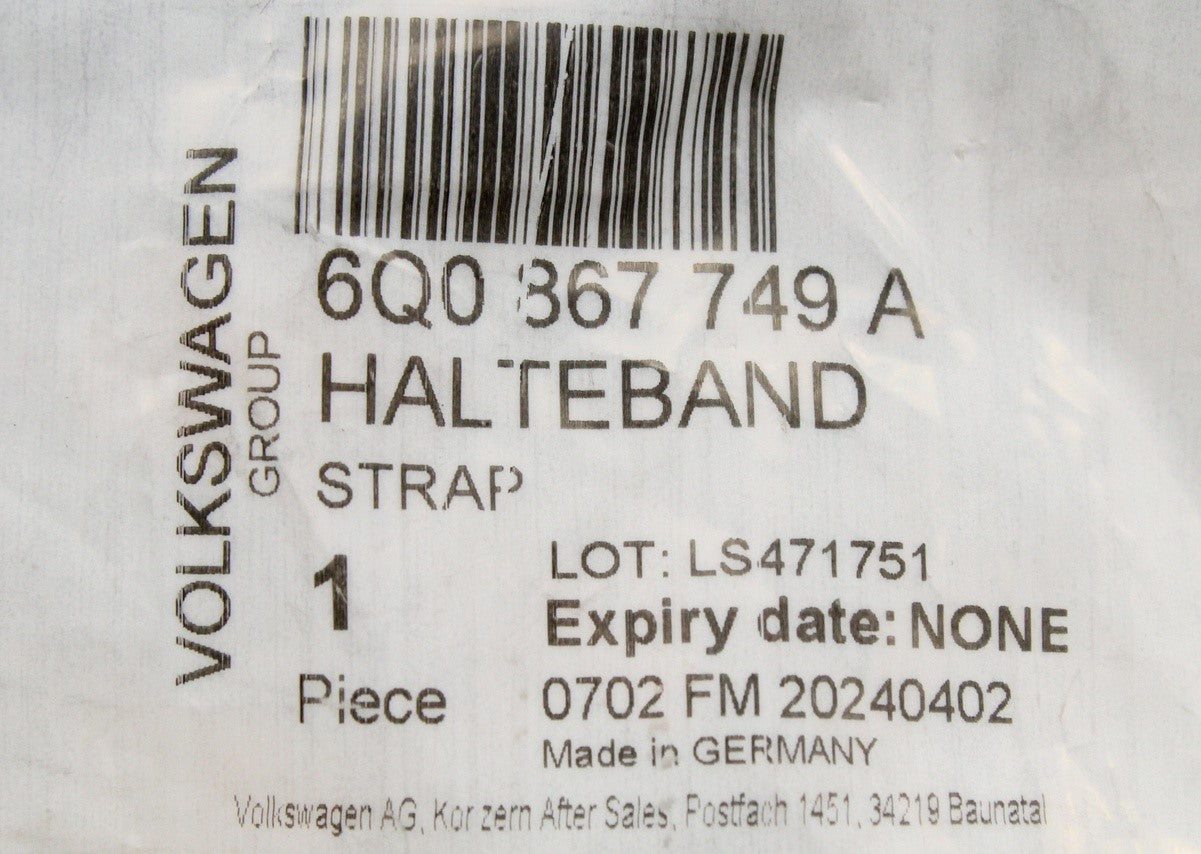 VOLKSWAGEN
GROUP
6Q0 867 749 A
HALTEBAND
STRAP
1
Piece
LOT: LS471751
Expiry date: NONE
0702 FM 20240402
Made in GERMANY
Volkswagen AG, Konzern After Sales, Postfach 1451, 34219 Baunatal